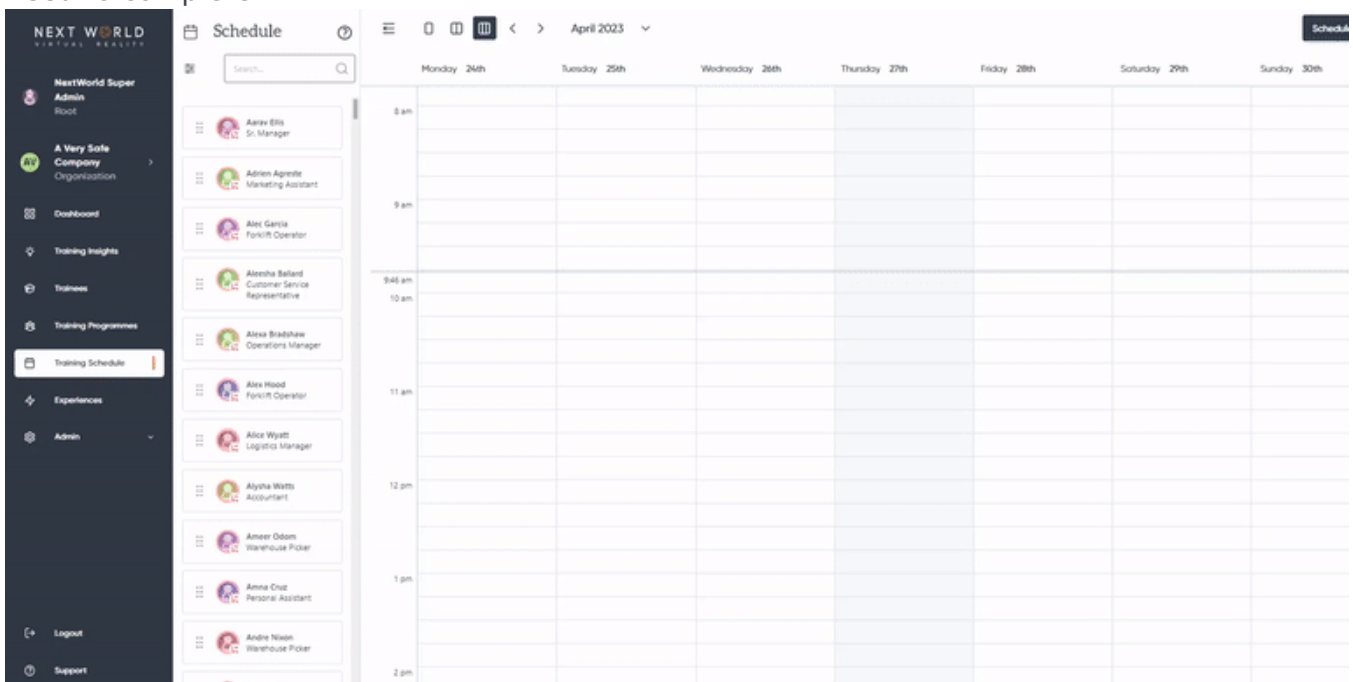 NEXT WORLD
VIRTUAL REALITY
NextWorld Super
Admin
Root
A Very Safe
Company
Organization
AV
Dashboard
Training Insights
Trainees
Training Programmes
Training Schedule
Experiences
Admin
Logout
Support
Schedule
Search...
Aarav Ellis
Sr. Manager
Adrien Agreste
Marketing Assistant
Alec Garcia
Forklift Operator
Aleesha Ballard
Customer Service
Representative
Alexa Bradshaw
Operations Manager
Alex Hood
Forklift Operator
Alice Wyatt
Logistics Manager
Alysha Watts
Accountant
Ameer Odom
Warehouse Picker
Amna Cruz
Personal Assistant
Andre Nixon
Warehouse Picker
April 2023
Schedule
Monday 24th
Tuesday 25th
Wednesday 26th
Thursday 27th
Friday 28th
Saturday 29th
Sunday 30th
8 am
9 am
9:46 am
10 am
11 am
12 pm
1 pm
2 pm